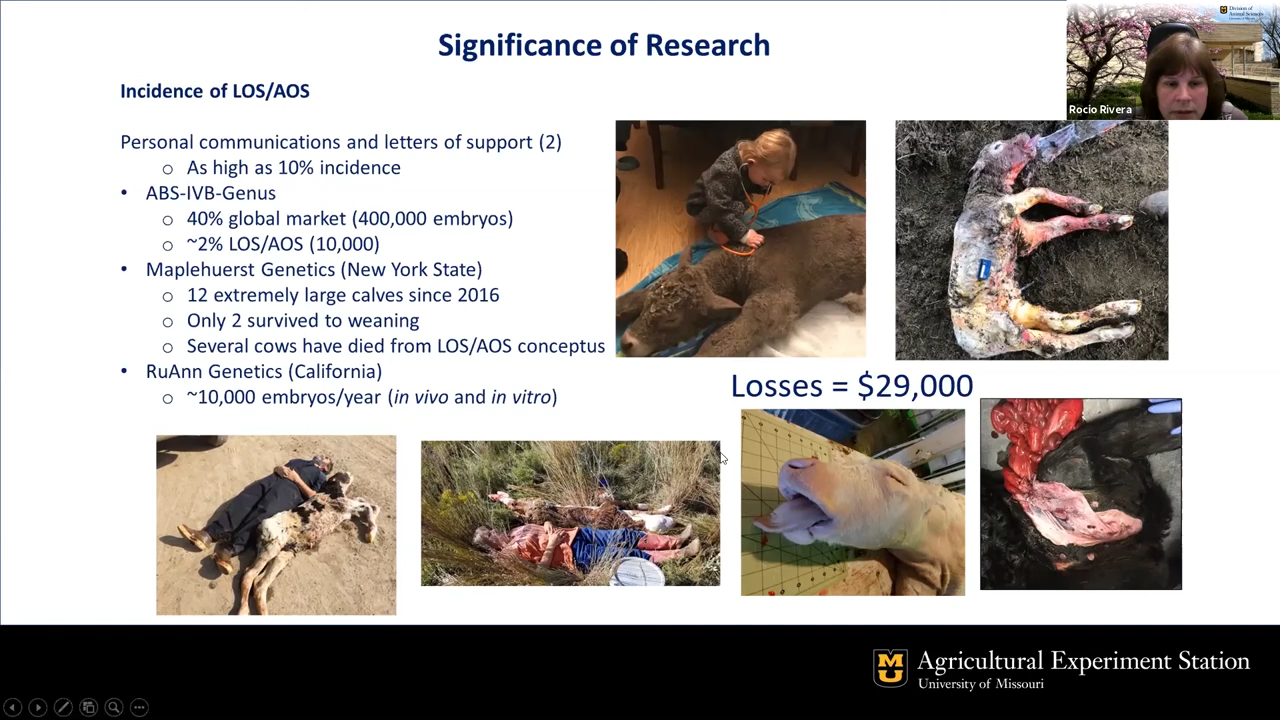 Significance of Research
Division of
Animal Sciences
University of Missouri
Rocio Rivera
Incidence of LOS/AOS
Personal communications and letters of support (2)
o As high as 10% incidence
• ABS-IVB-Genus
o 40% global market (400,000 embryos)
o ~2% LOS/AOS (10,000)
• Maplehuerst Genetics (New York State)
o 12 extremely large calves since 2016
o Only 2 survived to weaning
o Several cows have died from LOS/AOS conceptus
• RuAnn Genetics (California)
o ~10,000 embryos/year (in vivo and in vitro)
Losses = $29,000
MU
Agricultural Experiment Station
University of Missouri